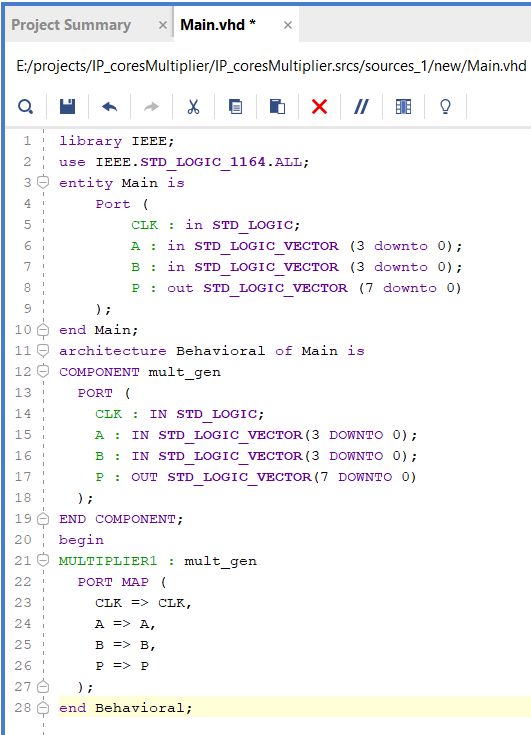 Project Summary × Main.vhd * ×
E:/projects/IP_coresMultiplier/IP_coresMultiplier.srcs/sources_1/new/Main.vhd
1 library IEEE;
2 use IEEE.STD_LOGIC_1164.ALL;
3 entity Main is
4 Port (
5 CLK : in STD_LOGIC;
6 A : in STD_LOGIC_VECTOR (3 downto 0);
7 B : in STD_LOGIC_VECTOR (3 downto 0);
8 P : out STD_LOGIC_VECTOR (7 downto 0)
9 );
10 end Main;
11 architecture Behavioral of Main is
12 COMPONENT mult_gen
13 PORT (
14 CLK : IN STD_LOGIC;
15 A : IN STD_LOGIC_VECTOR(3 DOWNTO 0);
16 B : IN STD_LOGIC_VECTOR(3 DOWNTO 0);
17 P : OUT STD_LOGIC_VECTOR(7 DOWNTO 0)
18 );
19 END COMPONENT;
20 begin
21 MULTIPLIER1 : mult_gen
22 PORT MAP (
23 CLK => CLK,
24 A => A,
25 B => B,
26 P => P
27 );
28 end Behavioral;